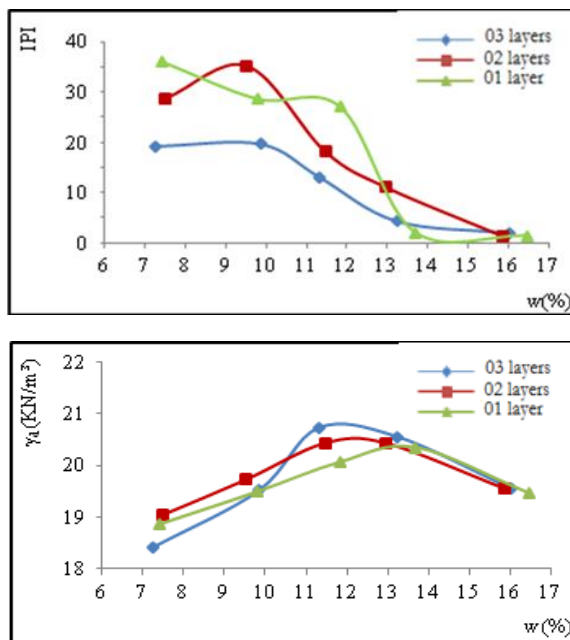 IPI
40
30
20
10
0
03 layers
02 layers
01 layer
6 7 8 9 10 11 12 13 14 15 16 17
w(%)
γd(KN/m³)
22
21
20
19
18
03 layers
02 layers
01 layer
6 7 8 9 10 11 12 13 14 15 16 17
w(%)